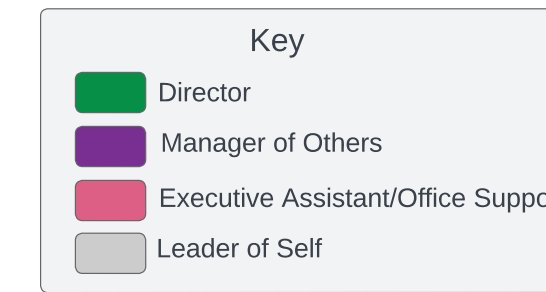 Key
Director
Manager of Others
Executive Assistant/Office Suppo
Leader of Self